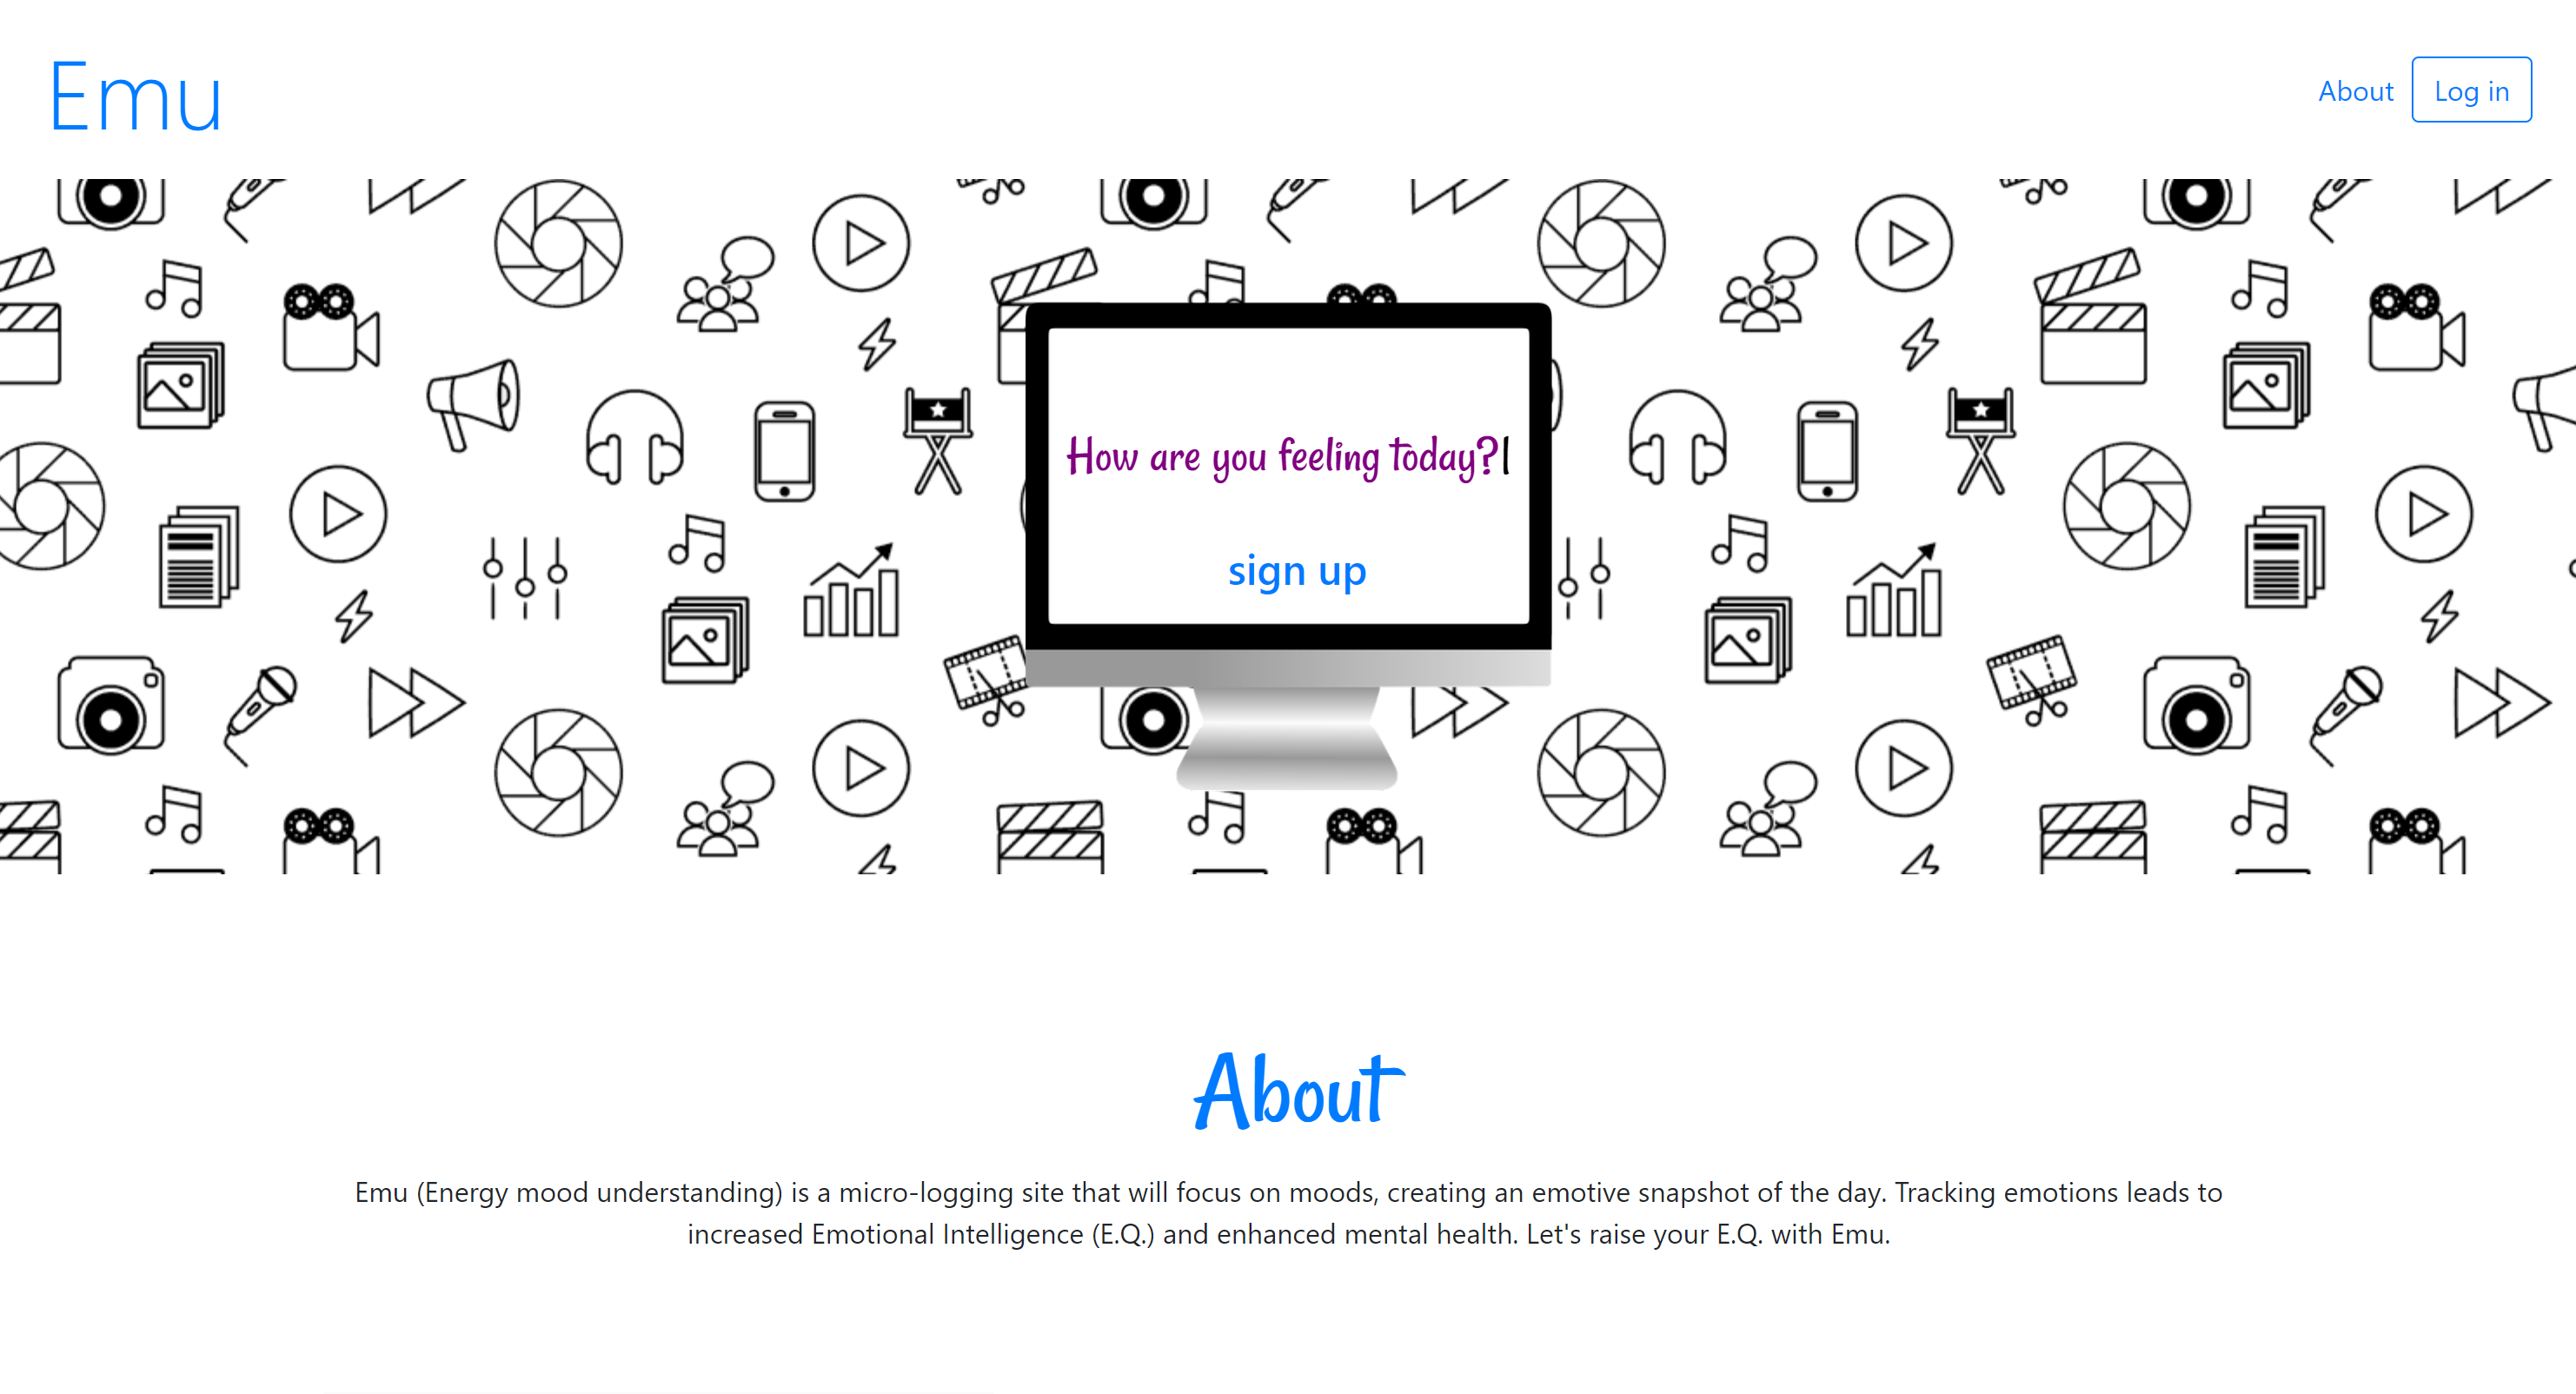 Emu
About
Log in
How are you feeling today?|
sign up
About
Emu (Energy mood understanding) is a micro-logging site that will focus on moods, creating an emotive snapshot of the day. Tracking emotions leads to
increased Emotional Intelligence (E.Q.) and enhanced mental health. Let's raise your E.Q. with Emu.